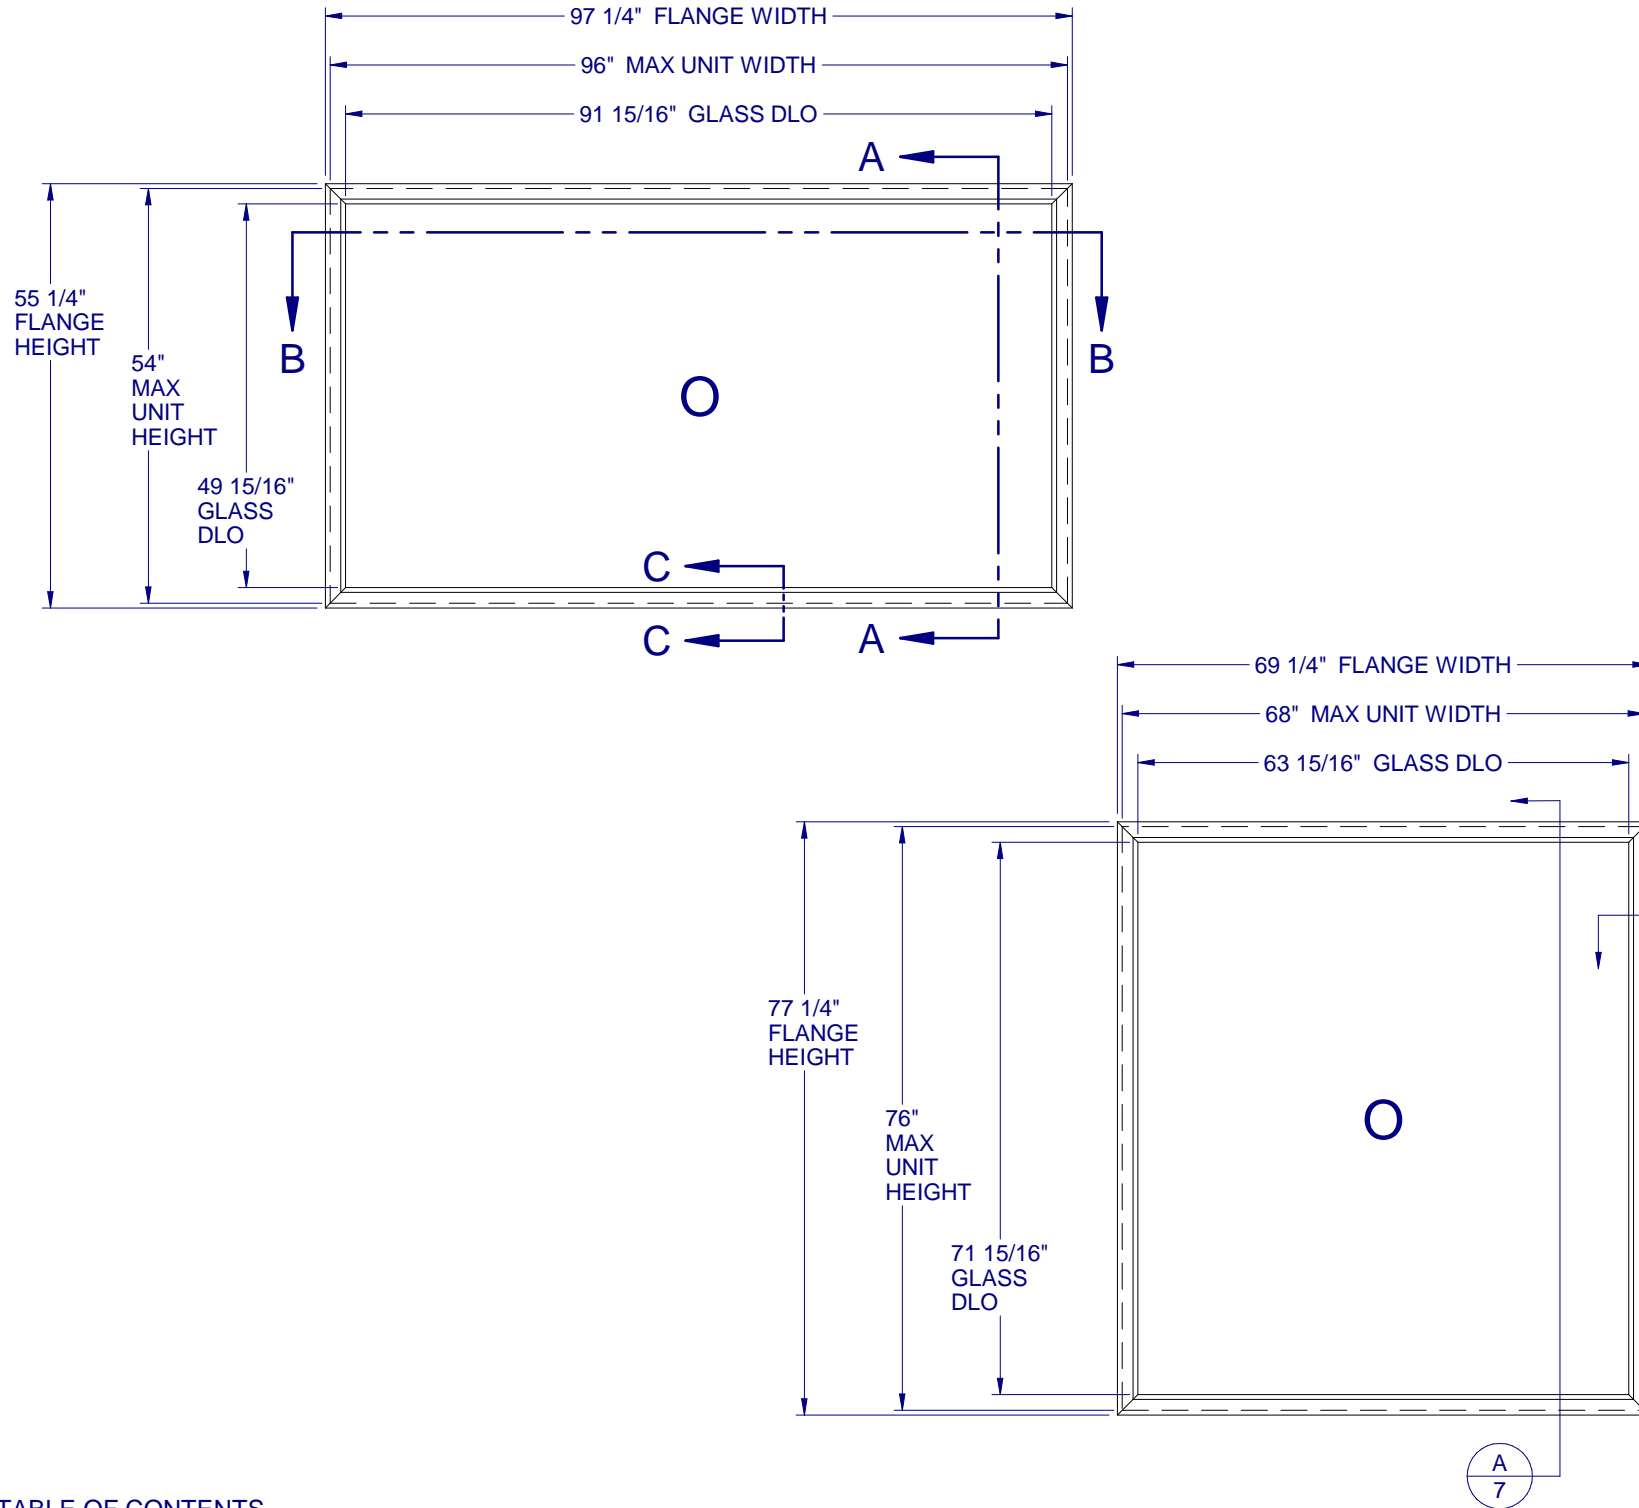 97 1/4"  FLANGE WIDTH
96"  MAX UNIT WIDTH
91 15/16"  GLASS DLO
A
55 1/4"
FLANGE
HEIGHT
54"
MAX
UNIT
HEIGHT
49 15/16"
GLASS
DLO
B
B
O
C
C
A
69 1/4"  FLANGE WIDTH
68"  MAX UNIT WIDTH
63 15/16"  GLASS DLO
77 1/4"
FLANGE
HEIGHT
76"
MAX
UNIT
HEIGHT
71 15/16"
GLASS
DLO
O
A
7
TABLE OF CONTENTS